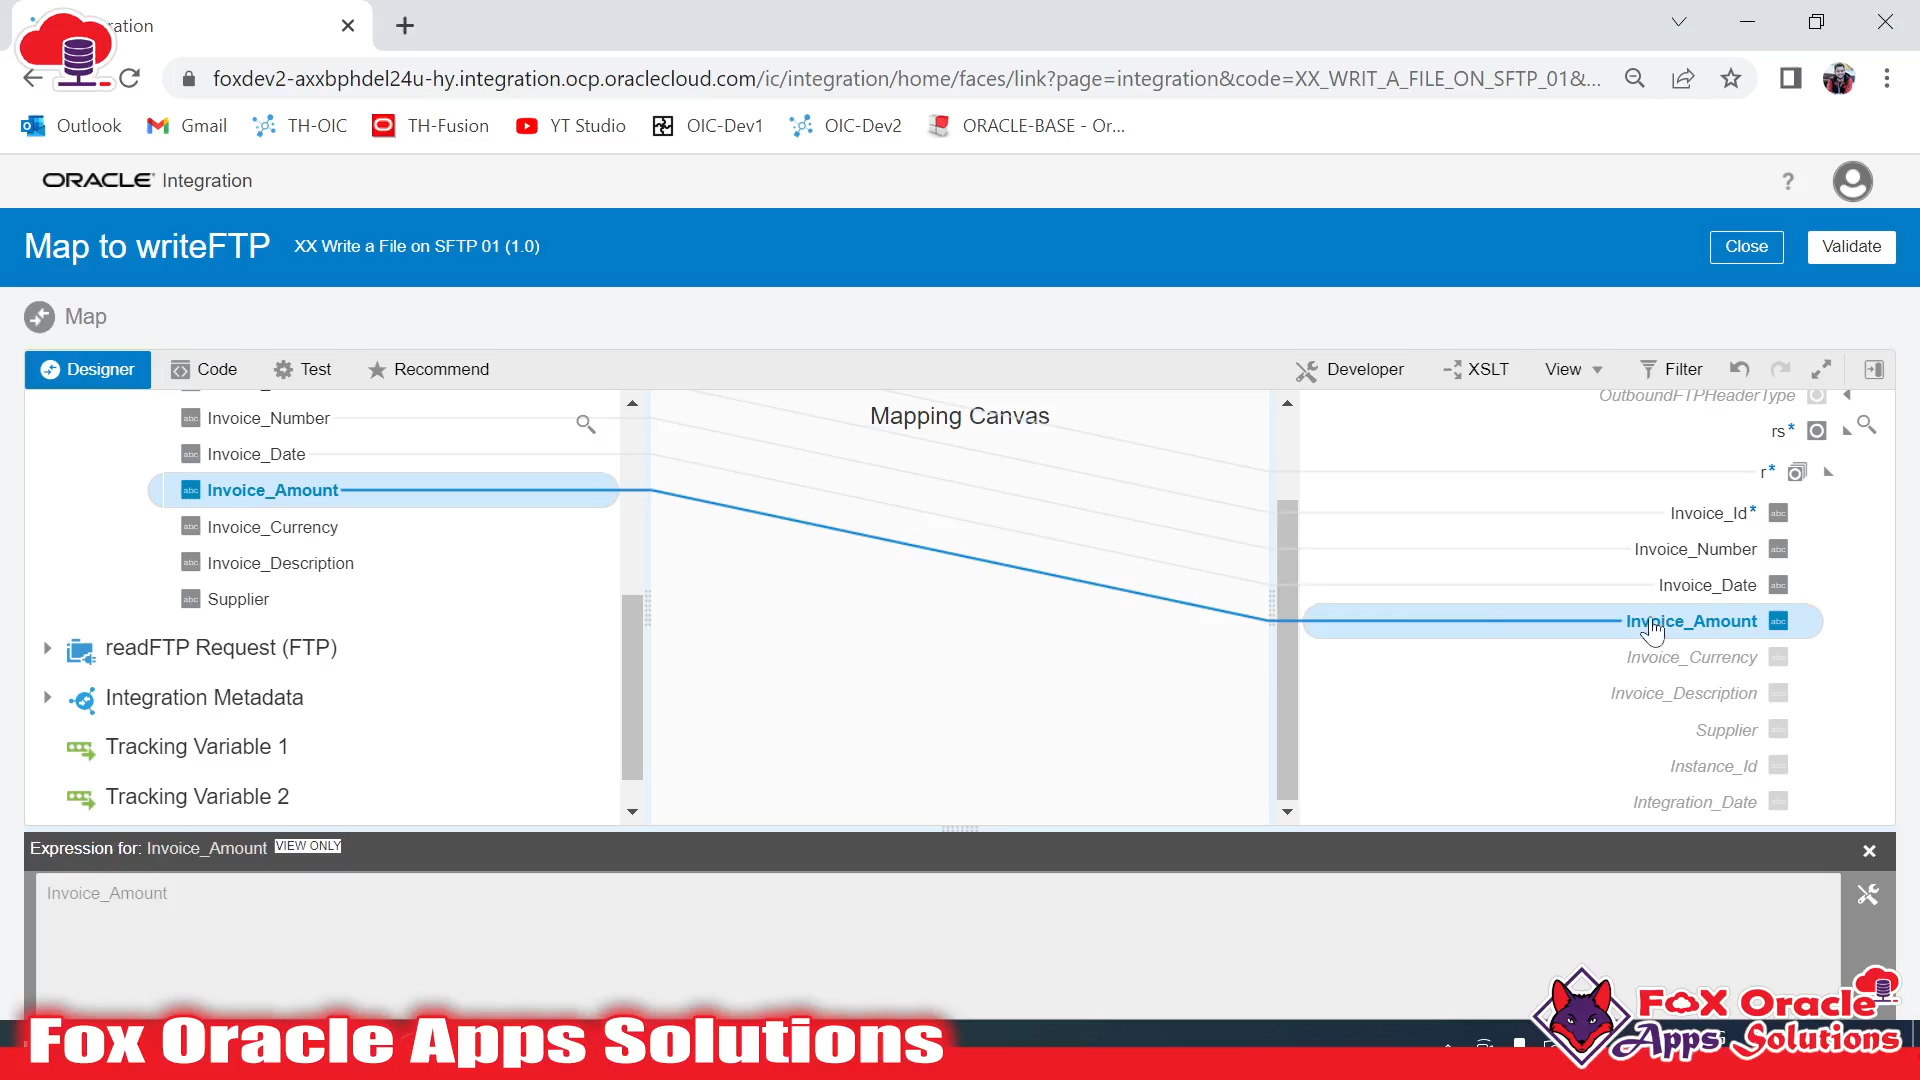 ration
foxdev2-axxbphdel24u-hy.integration.ocp.oraclecloud.com/ic/integration/home/faces/link?page=integration&code=XX_WRIT_A_FILE_ON_SFTP_01&...
Outlook Gmail TH-OIC TH-Fusion YT Studio OIC-Dev1 OIC-Dev2 ORACLE-BASE - Or...
ORACLE Integration ?
Map to writeFTP XX Write a File on SFTP 01 (1.0) Close Validate
Map
Designer Code Test Recommend Developer XSLT View Filter
Mapping Canvas
Invoice_Number
Invoice_Date
Invoice_Amount
Invoice_Currency
Invoice_Description
Supplier
readFTP Request (FTP)
Integration Metadata
Tracking Variable 1
Tracking Variable 2
OutboundFTPHeaderType
rs*
r*
Invoice_Id*
Invoice_Number
Invoice_Date
Invoice_Amount
Invoice_Currency
Invoice_Description
Supplier
Instance_Id
Integration_Date
Expression for: Invoice_Amount VIEW ONLY
Invoice_Amount
Fox Oracle Apps Solutions
Fox Oracle
Apps Solutions